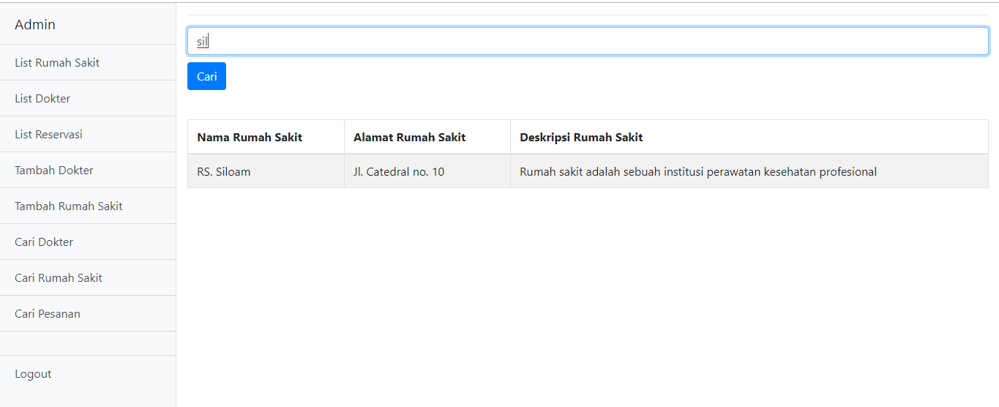 Admin
List Rumah Sakit
List Dokter
List Reservasi
Tambah Dokter
Tambah Rumah Sakit
Cari Dokter
Cari Rumah Sakit
Cari Pesanan
Logout
sil
Cari
Nama Rumah Sakit Alamat Rumah Sakit Deskripsi Rumah Sakit
RS. Siloam Jl. Catedral no. 10 Rumah sakit adalah sebuah institusi perawatan kesehatan profesional